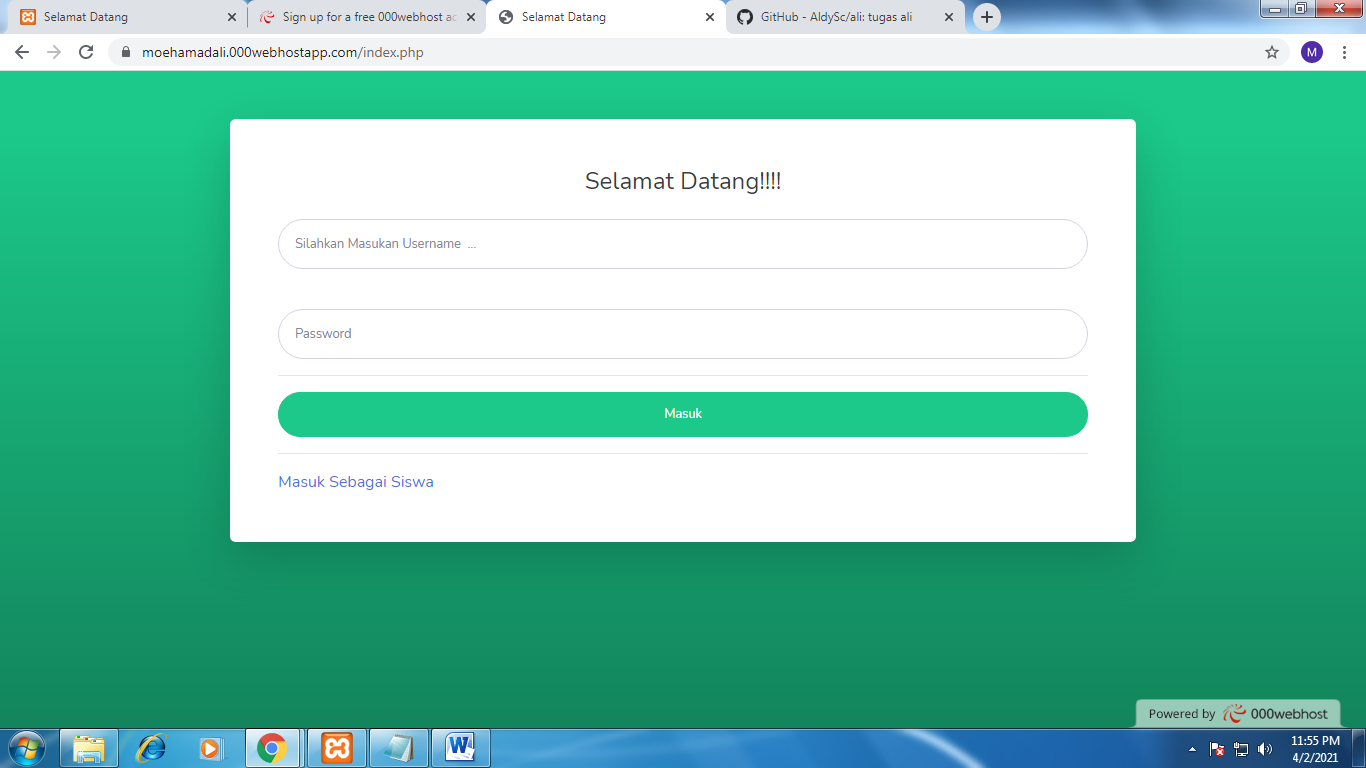 Selamat Datang
Sign up for a free 000webhost ac
Selamat Datang
GitHub - AldySc/ali: tugas ali
moehamadali.000webhostapp.com/index.php
M
Selamat Datang!!!!
Silahkan Masukan Username ...
Password
Masuk
Masuk Sebagai Siswa
Powered by 000webhost
11:55 PM
4/2/2021